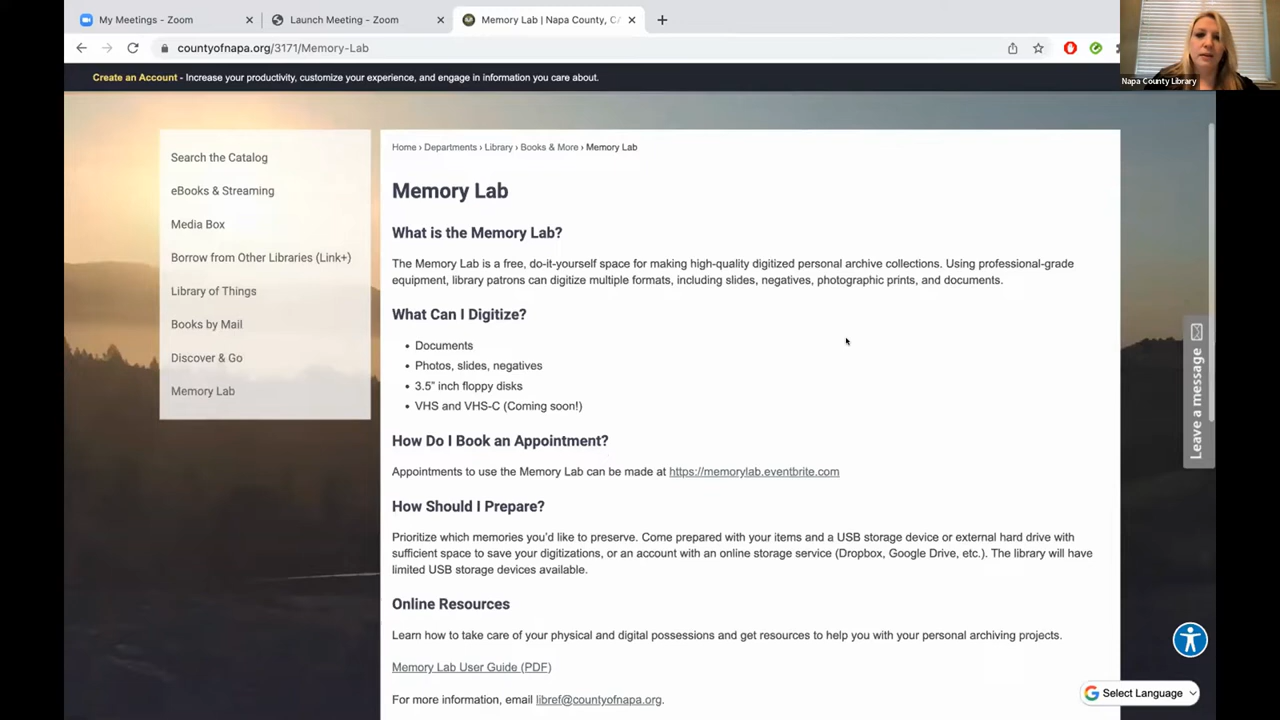 My Meetings - Zoom
Launch Meeting - Zoom
Memory Lab | Napa County, C
countyofnapa.org/3171/Memory-Lab
Napa County Library
Create an Account - Increase your productivity, customize your experience, and engage in information you care about.
Search the Catalog
eBooks & Streaming
Media Box
Borrow from Other Libraries (Link+)
Library of Things
Books by Mail
Discover & Go
Memory Lab
Home › Departments › Library › Books & More › Memory Lab
Memory Lab
What is the Memory Lab?
The Memory Lab is a free, do-it-yourself space for making high-quality digitized personal archive collections. Using professional-grade
equipment, library patrons can digitize multiple formats, including slides, negatives, photographic prints, and documents.
What Can I Digitize?
• Documents
• Photos, slides, negatives
• 3.5” inch floppy disks
• VHS and VHS-C (Coming soon!)
How Do I Book an Appointment?
Appointments to use the Memory Lab can be made at https://memorylab.eventbrite.com
How Should I Prepare?
Prioritize which memories you’d like to preserve. Come prepared with your items and a USB storage device or external hard drive with
sufficient space to save your digitizations, or an account with an online storage service (Dropbox, Google Drive, etc.). The library will have
limited USB storage devices available.
Online Resources
Learn how to take care of your physical and digital possessions and get resources to help you with your personal archiving projects.
Memory Lab User Guide (PDF)
For more information, email libref@countyofnapa.org.
Leave a message
Select Language